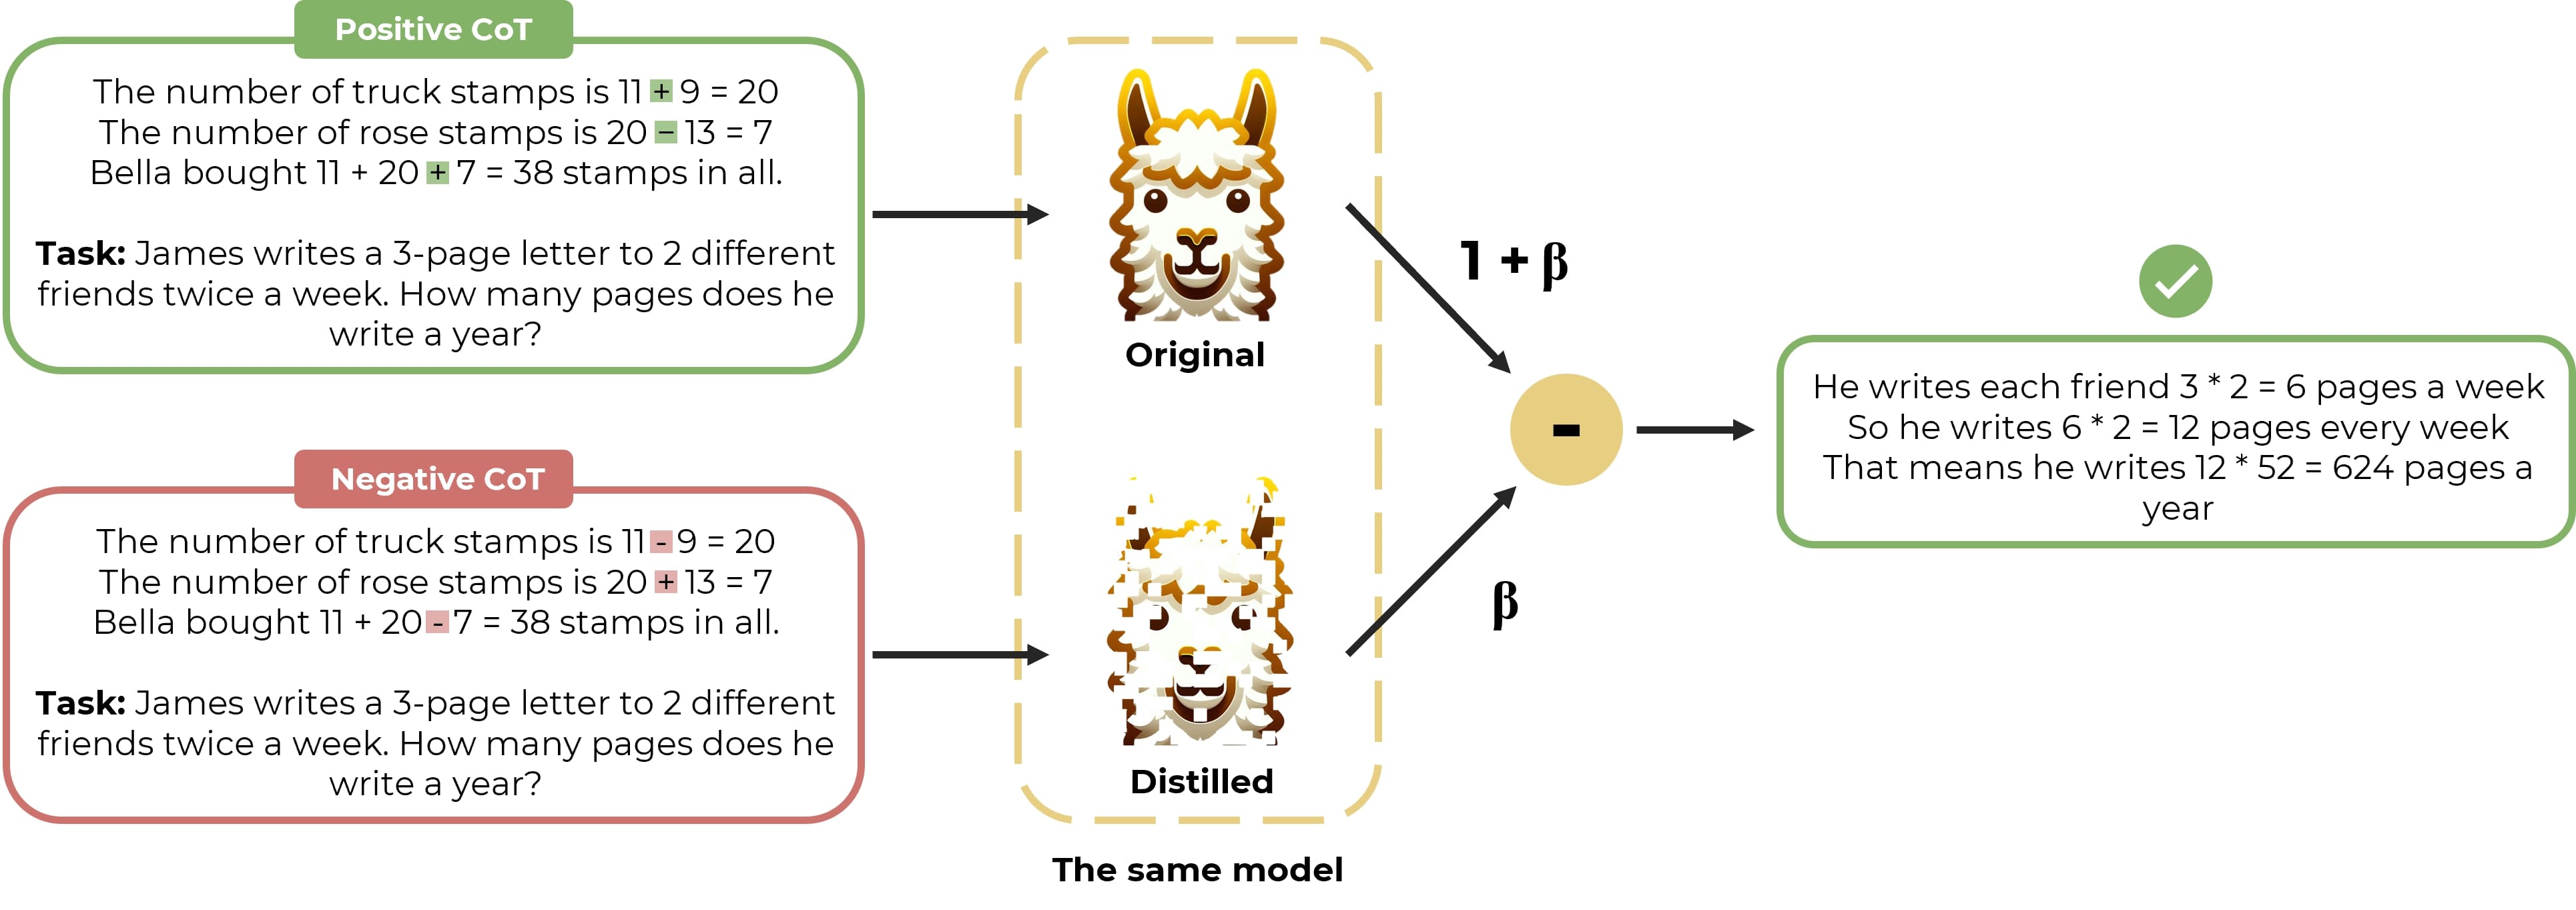 Positive CoT
The number of truck stamps is 11 + 9 = 20
The number of rose stamps is 20 − 13 = 7
Bella bought 11 + 20 + 7 = 38 stamps in all.
Task: James writes a 3-page letter to 2 different
friends twice a week. How many pages does he
write a year?
Negative CoT
The number of truck stamps is 11 - 9 = 20
The number of rose stamps is 20 + 13 = 7
Bella bought 11 + 20 - 7 = 38 stamps in all.
Task: James writes a 3-page letter to 2 different
friends twice a week. How many pages does he
write a year?
Original
Distilled
The same model
1 + β
β
-
He writes each friend 3 * 2 = 6 pages a week
So he writes 6 * 2 = 12 pages every week
That means he writes 12 * 52 = 624 pages a
year